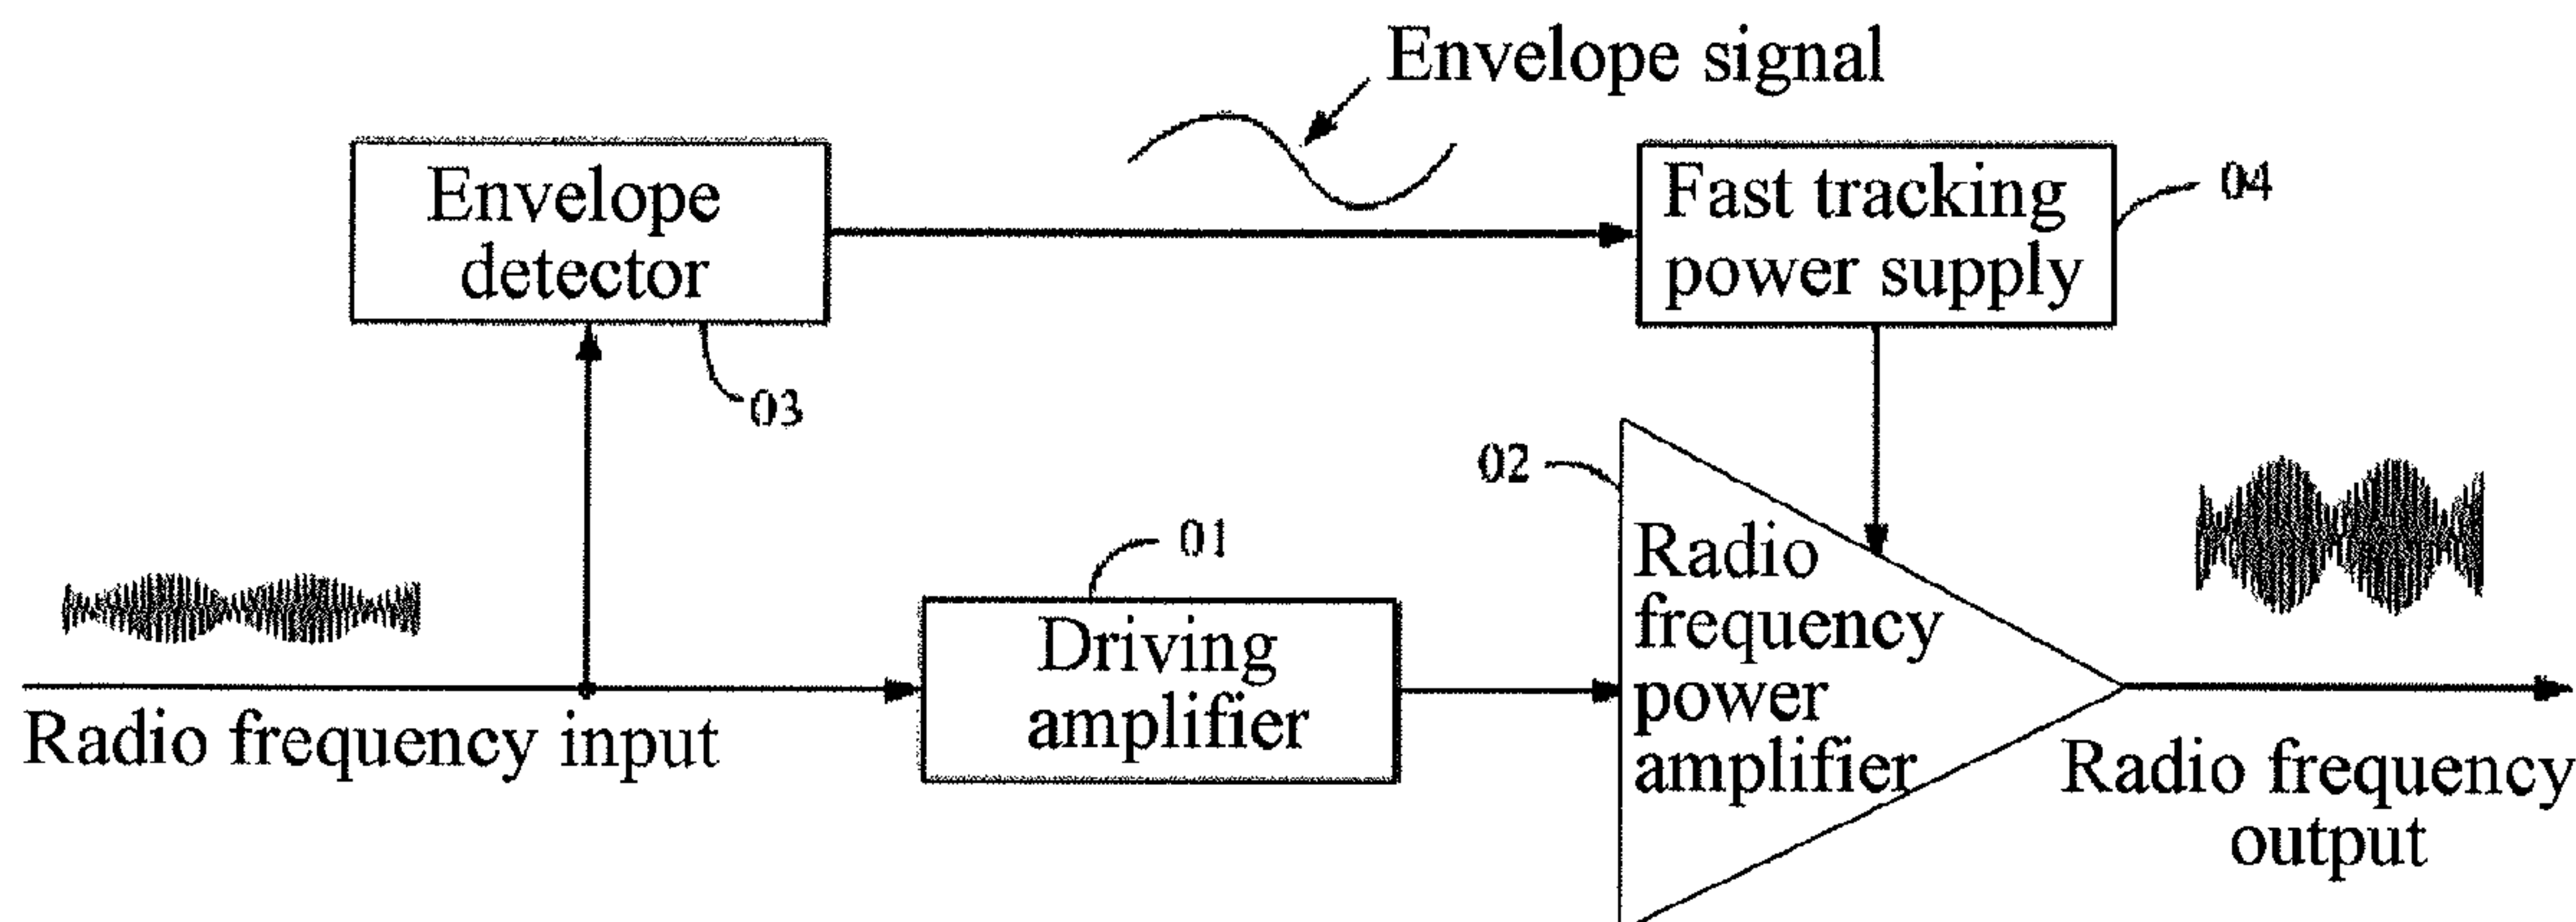 Envelope signal
Envelope
detector
Fast tracking
power supply
04
03
02
01
Radio
frequency
power
amplifier
Driving
amplifier
Radio frequency input
Radio frequency
output